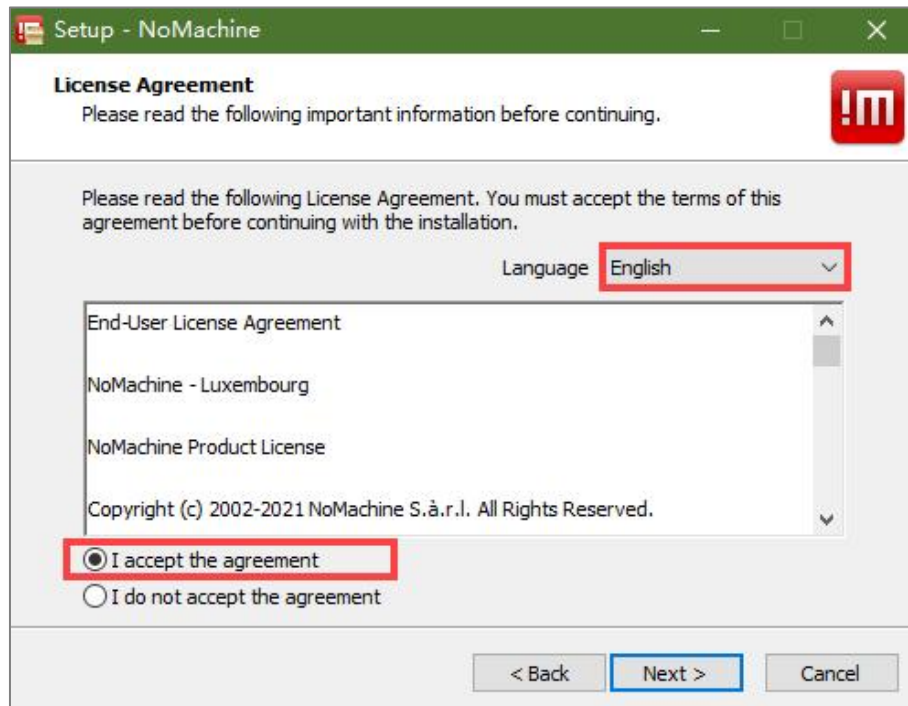 Setup - NoMachine
License Agreement
Please read the following important information before continuing.
!m
Please read the following License Agreement. You must accept the terms of this
agreement before continuing with the installation.
Language English
End-User License Agreement
NoMachine - Luxembourg
NoMachine Product License
Copyright (c) 2002-2021 NoMachine S.à.r.l. All Rights Reserved.
I accept the agreement
I do not accept the agreement
< Back Next > Cancel